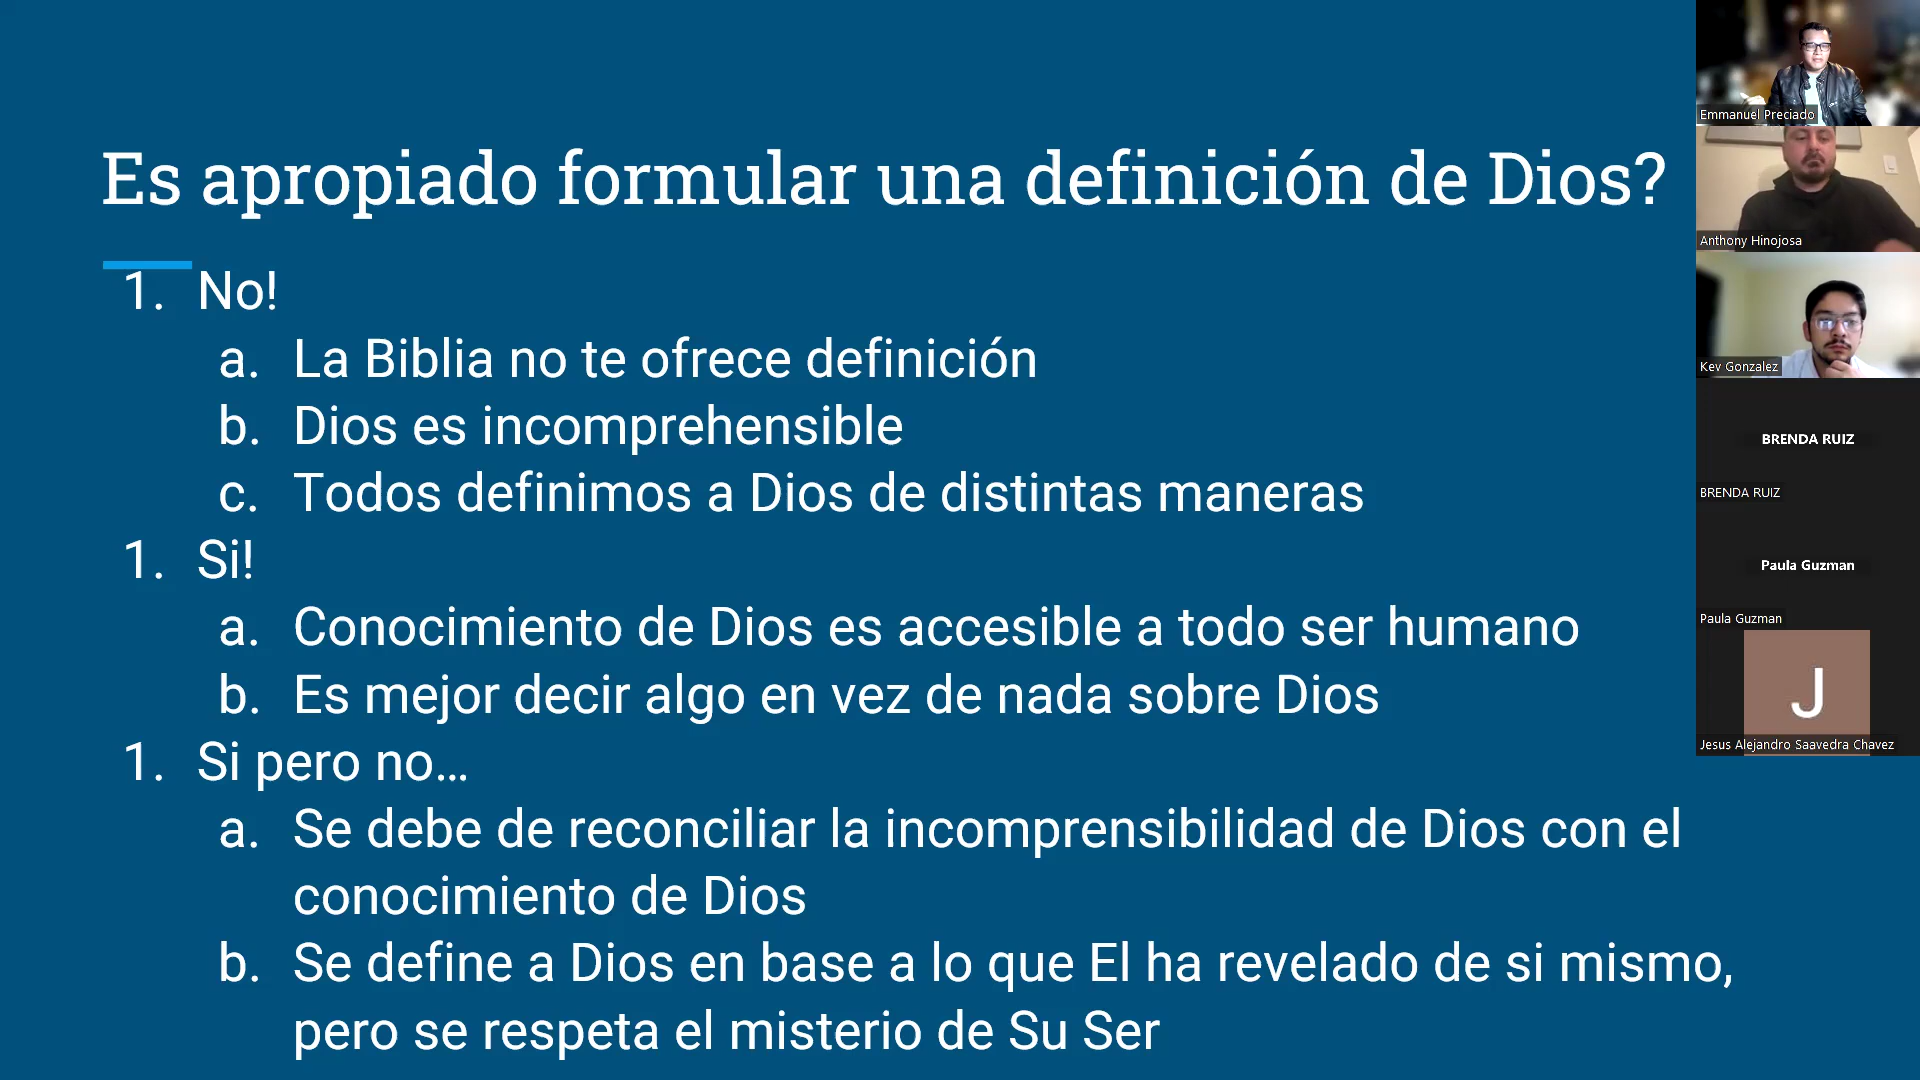 Es apropiado formular una definición de Dios?
1. No!
a. La Biblia no te ofrece definición
b. Dios es incomprehensible
c. Todos definimos a Dios de distintas maneras
1. Si!
a. Conocimiento de Dios es accesible a todo ser humano
b. Es mejor decir algo en vez de nada sobre Dios
1. Si pero no...
a. Se debe de reconciliar la incomprensibilidad de Dios con el
conocimiento de Dios
b. Se define a Dios en base a lo que El ha revelado de si mismo,
pero se respeta el misterio de Su Ser
Emmanuel Preciado
Anthony Hinojosa
Kev Gonzalez
BRENDA RUIZ
BRENDA RUIZ
Paula Guzman
Paula Guzman
J
Jesus Alejandro Saavedra Chavez